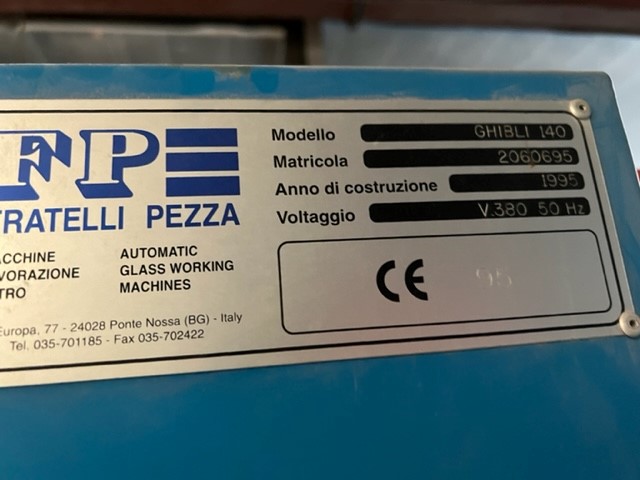 FP
FRATELLI PEZZA
ACCHINE
VORAZIONE
TRO
AUTOMATIC
GLASS WORKING
MACHINES
Europa, 77 - 24028 Ponte Nossa (BG) - Italy
Tel. 035-701185 - Fax 035-702422
Modello GHIBLI 140
Matricola 2060695
Anno di costruzione 1995
Voltaggio V.380 50 Hz
CE 95